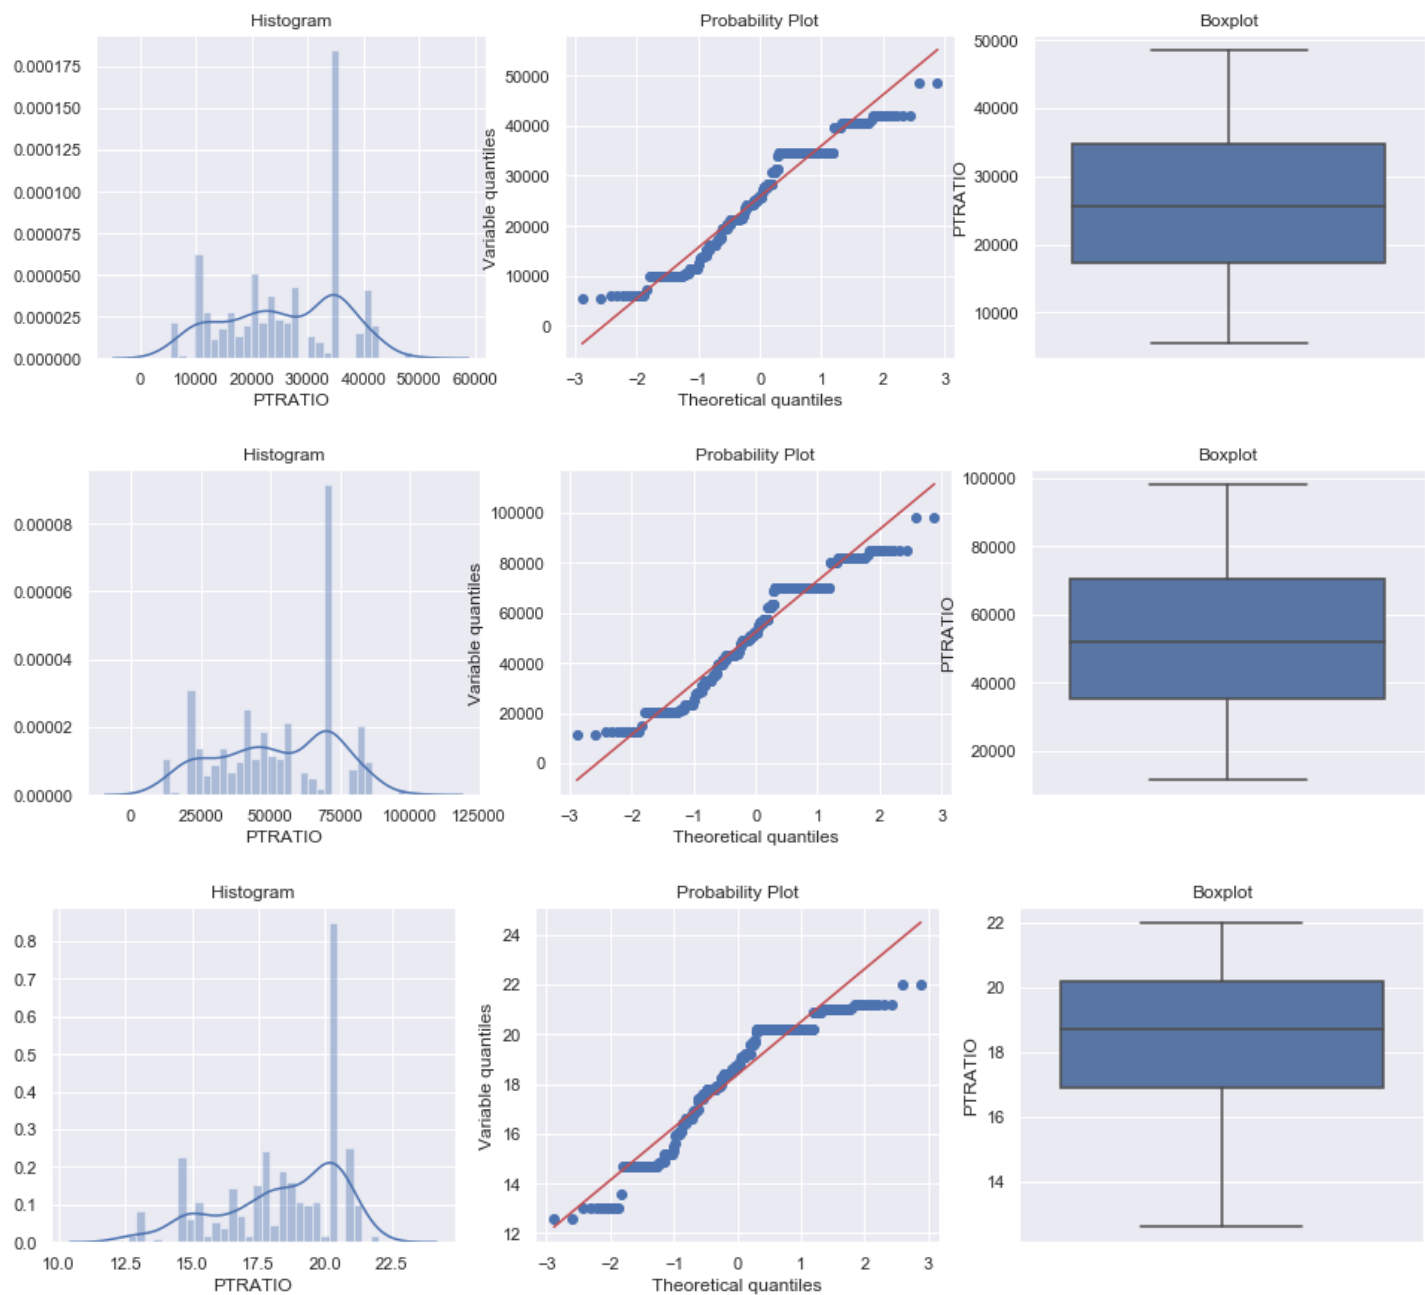 Histogram
Probability Plot
Boxplot
0.000175
0.000150
0.000125
0.000100
0.000075
0.000050
0.000025
0.000000
0 10000 20000 30000 40000 50000 60000
PTRATIO
Variable quantiles
50000
40000
30000
20000
10000
0
−3 −2 −1 0 1 2 3
Theoretical quantiles
PTRATIO
50000
40000
30000
20000
10000
Histogram
Probability Plot
Boxplot
0.00008
0.00006
0.00004
0.00002
0.00000
0 25000 50000 75000 100000 125000
PTRATIO
Variable quantiles
100000
80000
60000
40000
20000
0
−3 −2 −1 0 1 2 3
Theoretical quantiles
PTRATIO
100000
80000
60000
40000
20000
Histogram
Probability Plot
Boxplot
0.8
0.7
0.6
0.5
0.4
0.3
0.2
0.1
0.0
10.0 12.5 15.0 17.5 20.0 22.5
PTRATIO
Variable quantiles
24
22
20
18
16
14
12
−3 −2 −1 0 1 2 3
Theoretical quantiles
PTRATIO
22
20
18
16
14